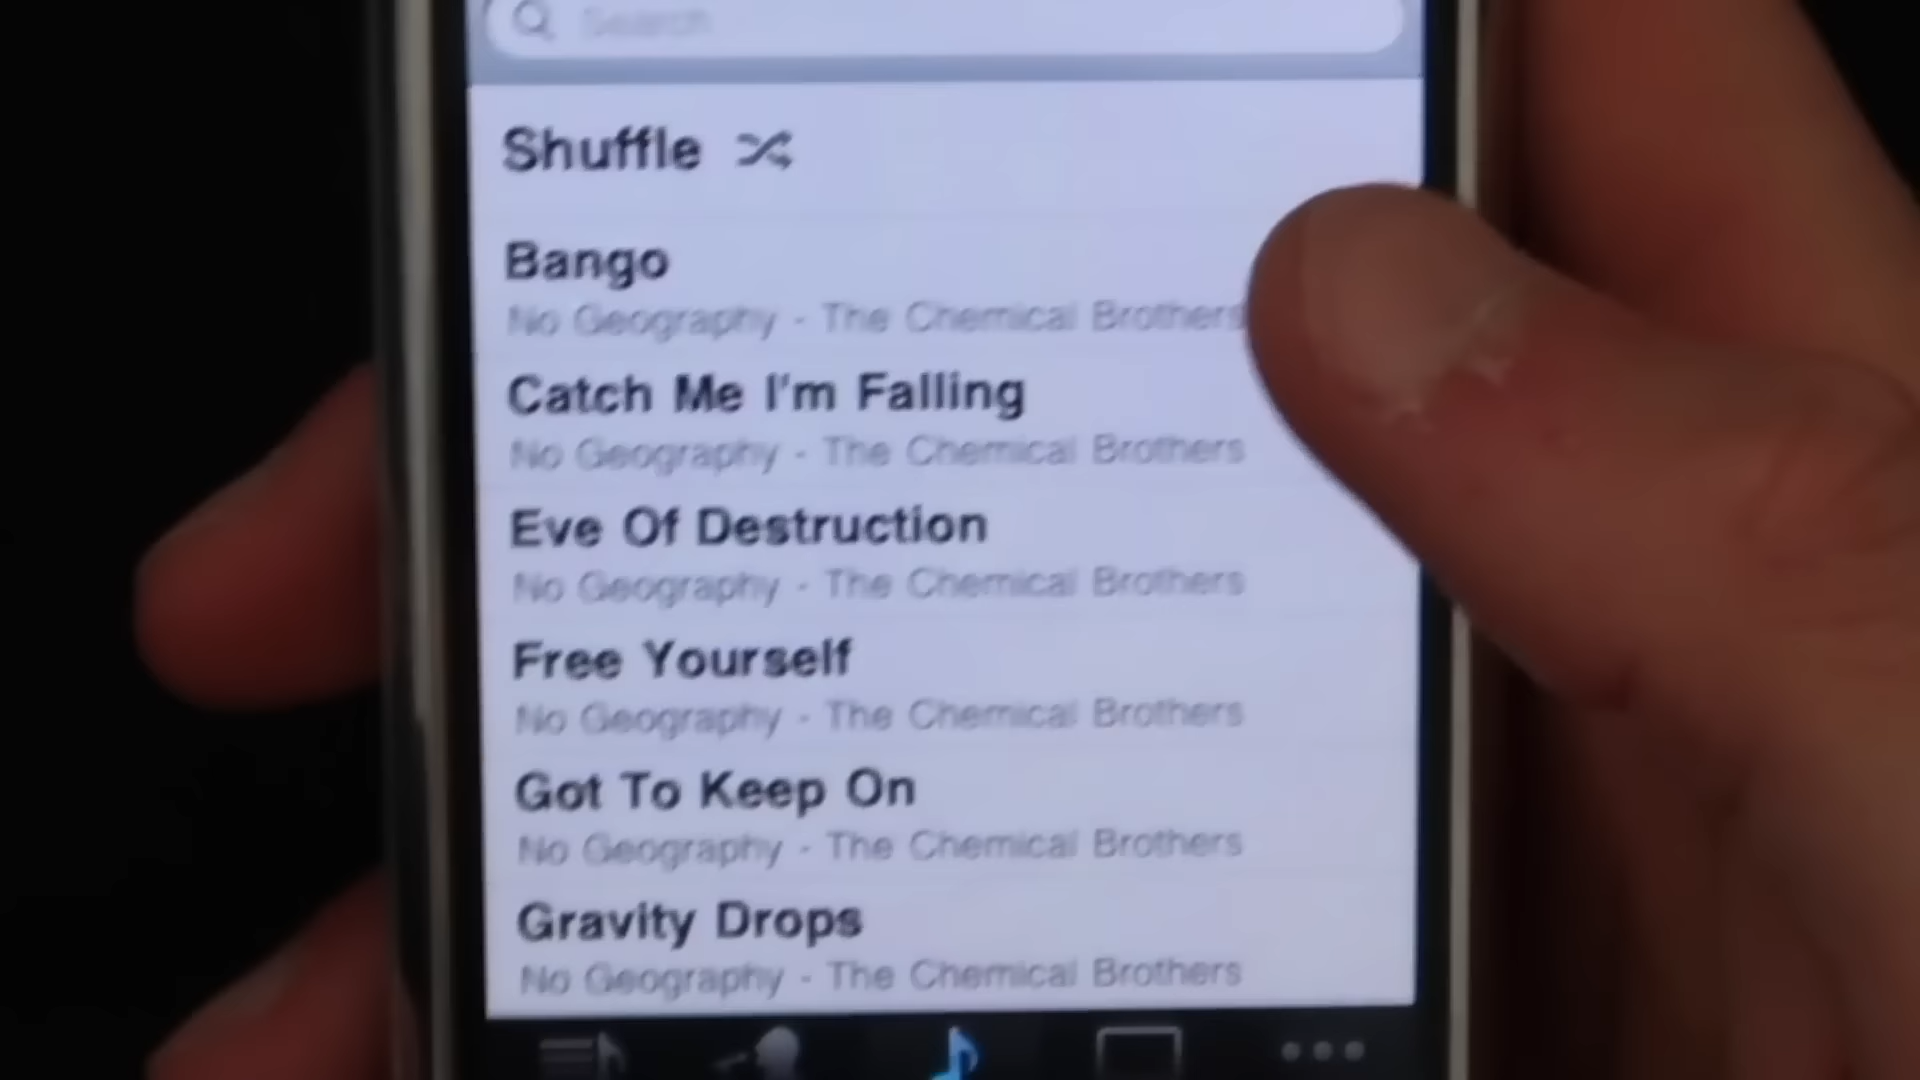 Search
Shuffle
Bango
No Geography - The Chemical Brothers
Catch Me I'm Falling
No Geography - The Chemical Brothers
Eve Of Destruction
No Geography - The Chemical Brothers
Free Yourself
No Geography - The Chemical Brothers
Got To Keep On
No Geography - The Chemical Brothers
Gravity Drops
No Geography - The Chemical Brothers